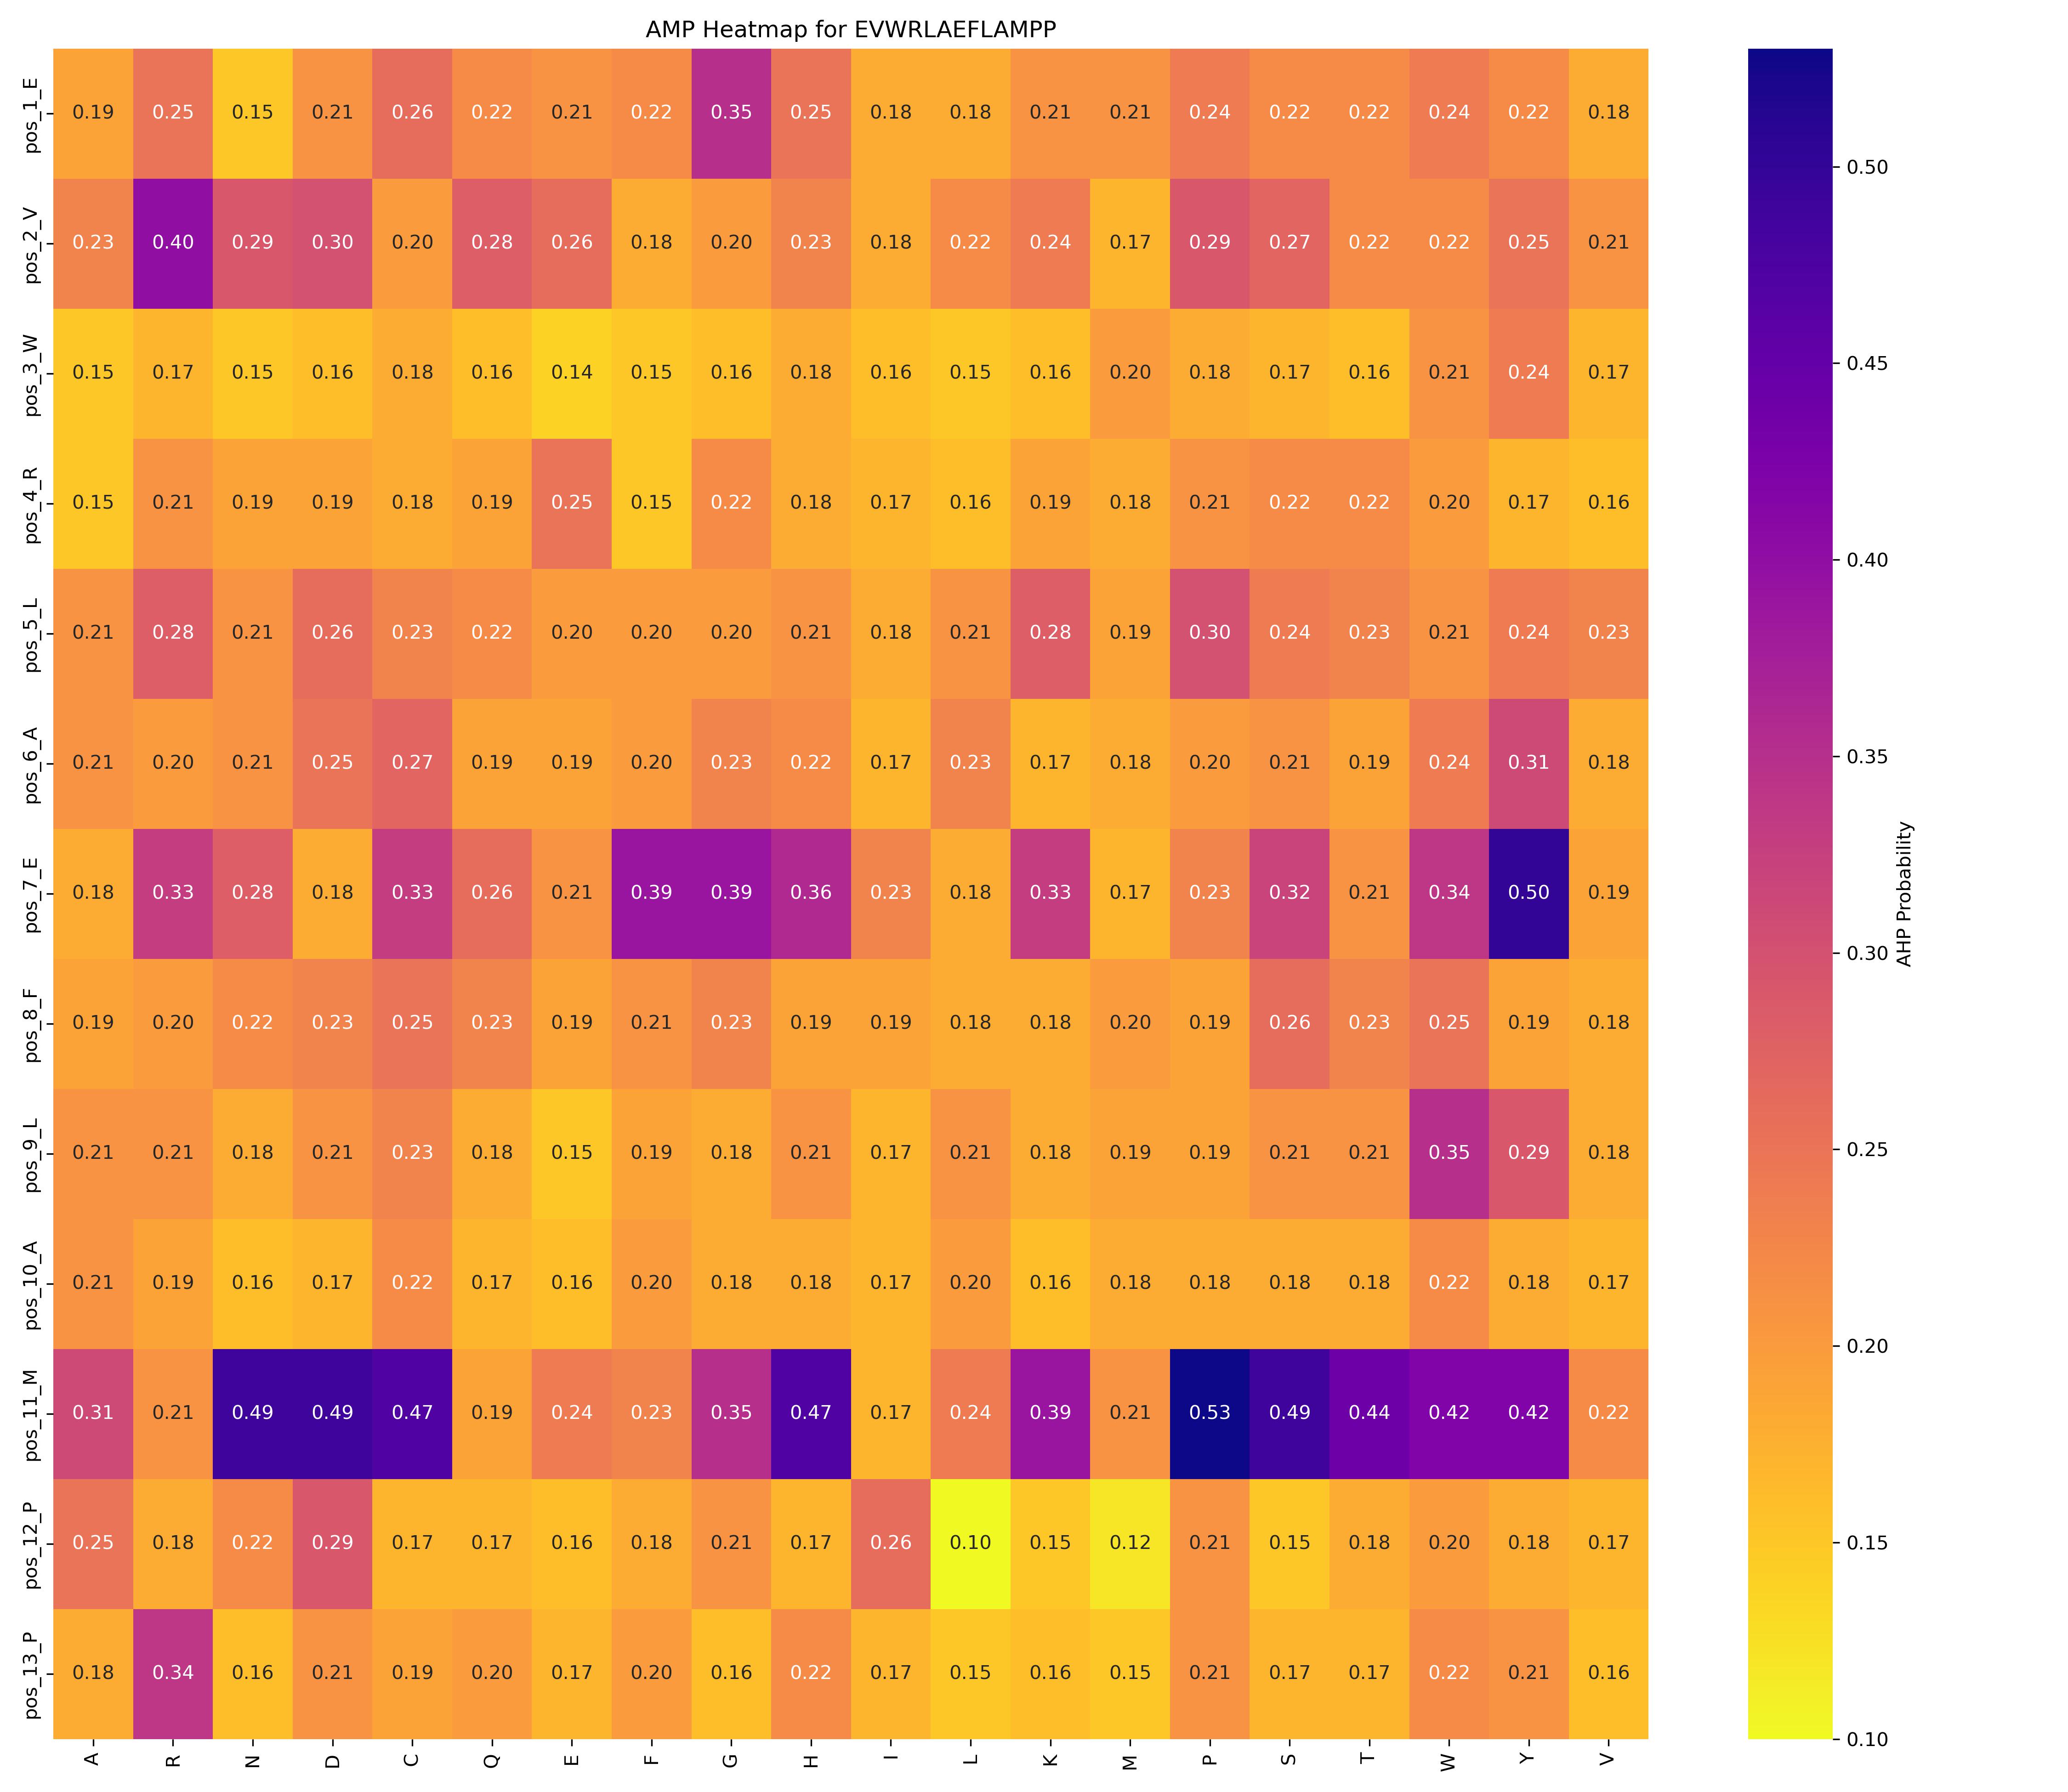 AMP Heatmap for EVWRLAEFLAMPP
pos_1_E 0.19 0.25 0.15 0.21 0.26 0.22 0.21 0.22 0.35 0.25 0.18 0.18 0.21 0.21 0.24 0.22 0.22 0.24 0.22 0.18
pos_2_V 0.23 0.40 0.29 0.30 0.20 0.28 0.26 0.18 0.20 0.23 0.18 0.22 0.24 0.17 0.29 0.27 0.22 0.22 0.25 0.21
pos_3_W 0.15 0.17 0.15 0.16 0.18 0.16 0.14 0.15 0.16 0.18 0.16 0.15 0.16 0.20 0.18 0.17 0.16 0.21 0.24 0.17
pos_4_R 0.15 0.21 0.19 0.19 0.18 0.19 0.25 0.15 0.22 0.18 0.17 0.16 0.19 0.18 0.21 0.22 0.22 0.20 0.17 0.16
pos_5_L 0.21 0.28 0.21 0.26 0.23 0.22 0.20 0.20 0.20 0.21 0.18 0.21 0.28 0.19 0.30 0.24 0.23 0.21 0.24 0.23
pos_6_A 0.21 0.20 0.21 0.25 0.27 0.19 0.19 0.20 0.23 0.22 0.17 0.23 0.17 0.18 0.20 0.21 0.19 0.24 0.31 0.18
pos_7_E 0.18 0.33 0.28 0.18 0.33 0.26 0.21 0.39 0.39 0.36 0.23 0.18 0.33 0.17 0.23 0.32 0.21 0.34 0.50 0.19
pos_8_F 0.19 0.20 0.22 0.23 0.25 0.23 0.19 0.21 0.23 0.19 0.19 0.18 0.18 0.20 0.19 0.26 0.23 0.25 0.19 0.18
pos_9_L 0.21 0.21 0.18 0.21 0.23 0.18 0.15 0.19 0.18 0.21 0.17 0.21 0.18 0.19 0.19 0.21 0.21 0.35 0.29 0.18
pos_10_A 0.21 0.19 0.16 0.17 0.22 0.17 0.16 0.20 0.18 0.18 0.17 0.20 0.16 0.18 0.18 0.18 0.18 0.22 0.18 0.17
pos_11_M 0.31 0.21 0.49 0.49 0.47 0.19 0.24 0.23 0.35 0.47 0.17 0.24 0.39 0.21 0.53 0.49 0.44 0.42 0.42 0.22
pos_12_P 0.25 0.18 0.22 0.29 0.17 0.17 0.16 0.18 0.21 0.17 0.26 0.10 0.15 0.12 0.21 0.15 0.18 0.20 0.18 0.17
pos_13_P 0.18 0.34 0.16 0.21 0.19 0.20 0.17 0.20 0.16 0.22 0.17 0.15 0.16 0.15 0.21 0.17 0.17 0.22 0.21 0.16
A R N D C Q E F G H I L K M P S T W Y V
0.50
0.45
0.40
0.35
0.30
0.25
0.20
0.15
0.10
AHP Probability